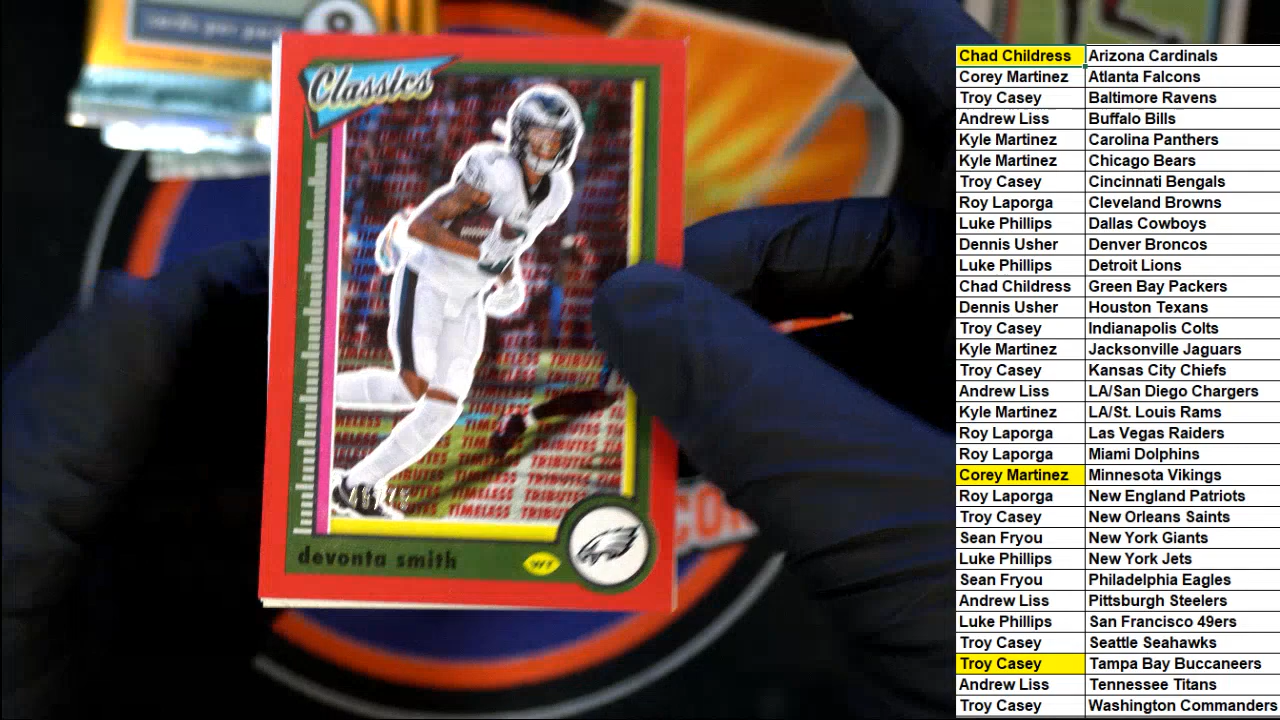 cards per pack
Classics
TIMELESS TRIBUTES
devonta smith
WR
Chad Childress Arizona Cardinals
Corey Martinez Atlanta Falcons
Troy Casey Baltimore Ravens
Andrew Liss Buffalo Bills
Kyle Martinez Carolina Panthers
Kyle Martinez Chicago Bears
Troy Casey Cincinnati Bengals
Roy Laporga Cleveland Browns
Luke Phillips Dallas Cowboys
Dennis Usher Denver Broncos
Luke Phillips Detroit Lions
Chad Childress Green Bay Packers
Dennis Usher Houston Texans
Troy Casey Indianapolis Colts
Kyle Martinez Jacksonville Jaguars
Troy Casey Kansas City Chiefs
Andrew Liss LA/San Diego Chargers
Kyle Martinez LA/St. Louis Rams
Roy Laporga Las Vegas Raiders
Roy Laporga Miami Dolphins
Corey Martinez Minnesota Vikings
Roy Laporga New England Patriots
Troy Casey New Orleans Saints
Sean Fryou New York Giants
Luke Phillips New York Jets
Sean Fryou Philadelphia Eagles
Andrew Liss Pittsburgh Steelers
Luke Phillips San Francisco 49ers
Troy Casey Seattle Seahawks
Troy Casey Tampa Bay Buccaneers
Andrew Liss Tennessee Titans
Troy Casey Washington Commanders